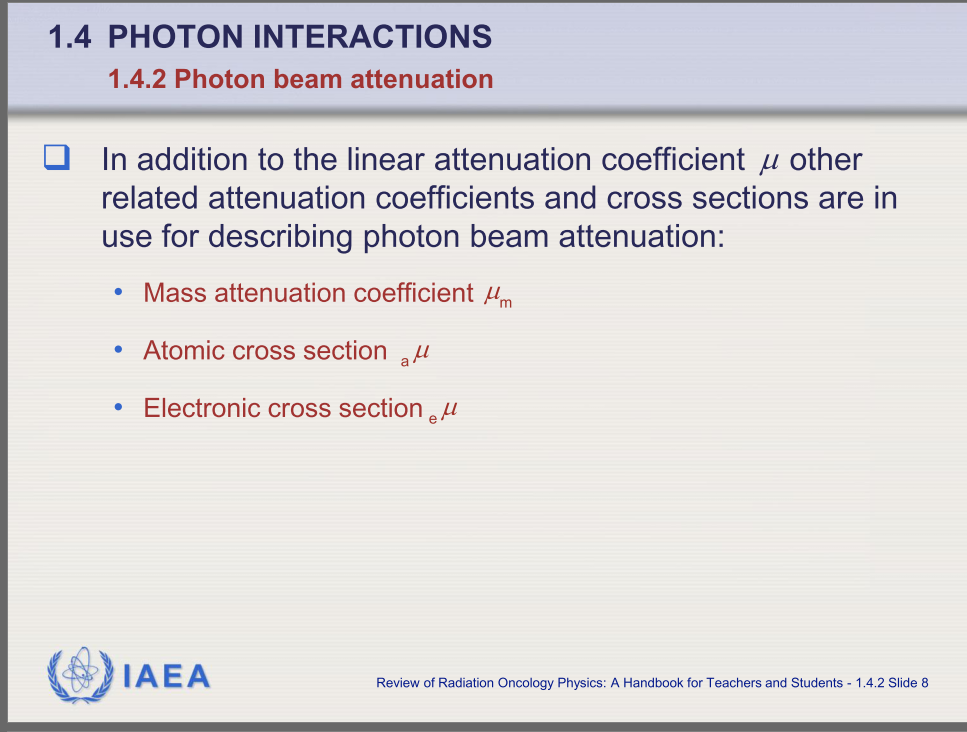 1.4 PHOTON INTERACTIONS
1.4.2 Photon beam attenuation
In addition to the linear attenuation coefficient μ other
related attenuation coefficients and cross sections are in
use for describing photon beam attenuation:
• Mass attenuation coefficient μm
• Atomic cross section aμ
• Electronic cross section eμ
IAEA
Review of Radiation Oncology Physics: A Handbook for Teachers and Students - 1.4.2 Slide 8